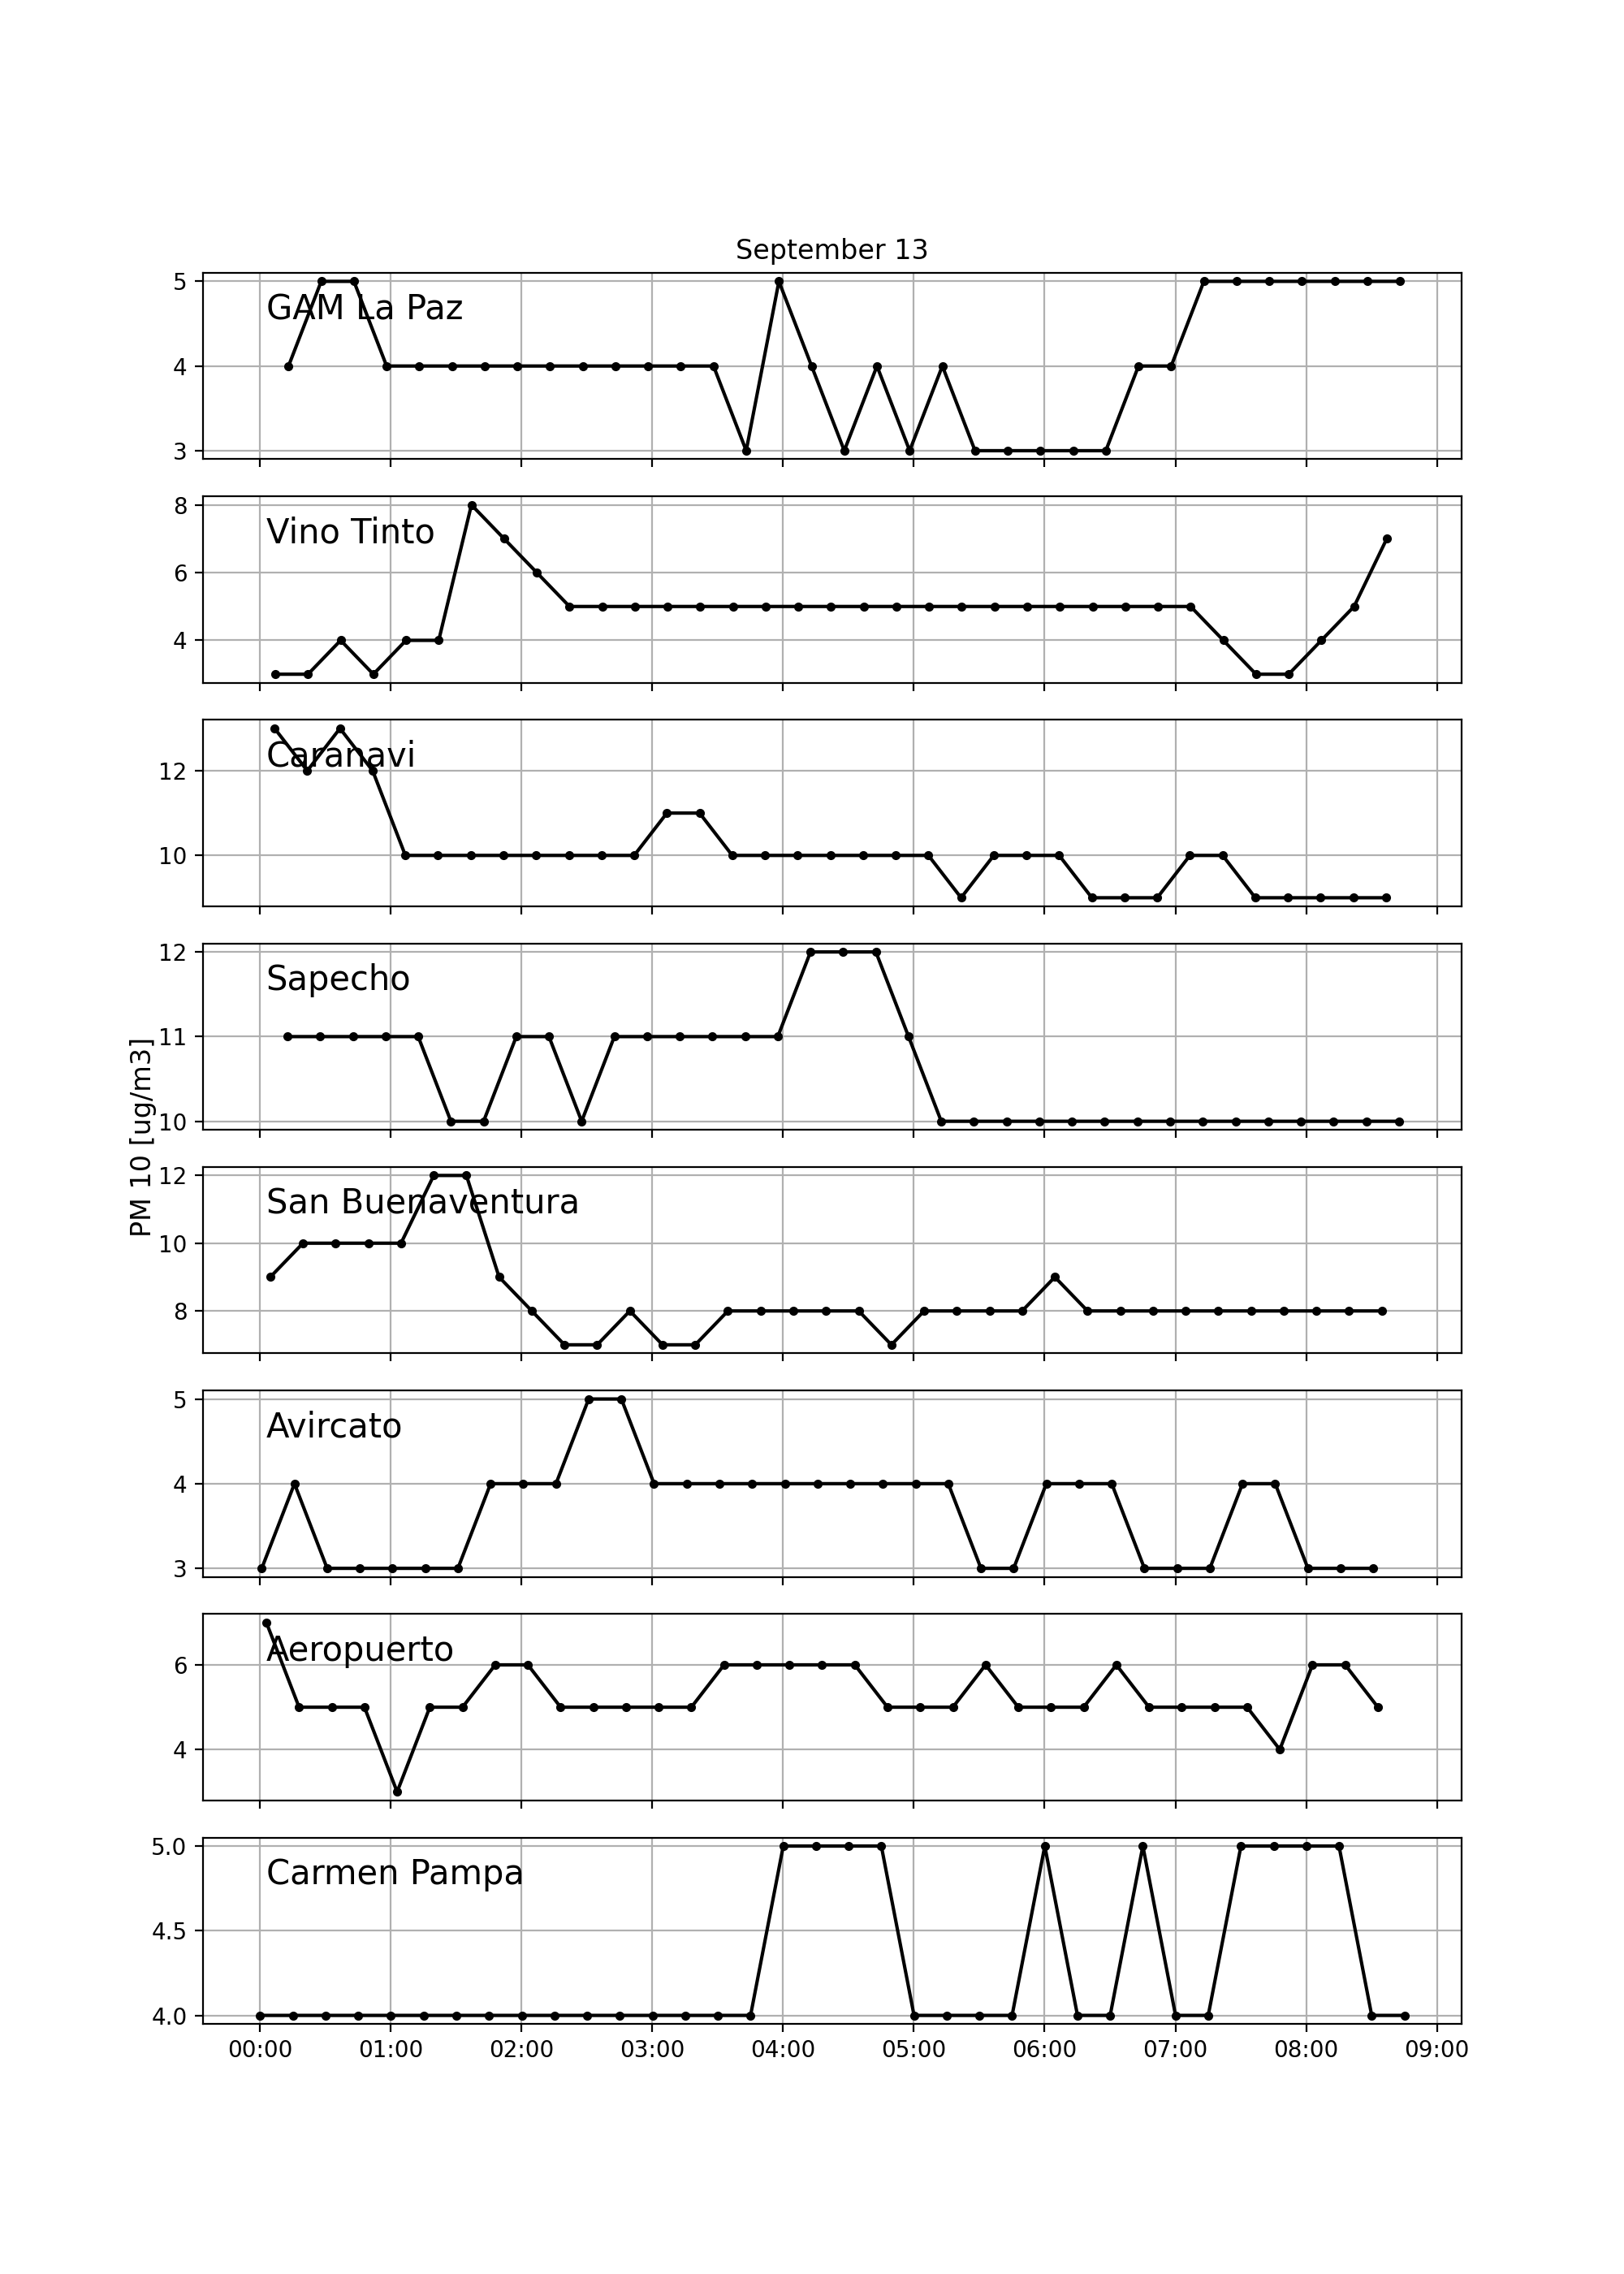 September 13
PM 10 [ug/m3]
GAM La Paz
5
4
3
Vino Tinto
8
6
4
Caranavi
12
10
Sapecho
12
11
10
San Buenaventura
12
10
8
Avircato
5
4
3
Aeropuerto
6
4
Carmen Pampa
5.0
4.5
4.0
00:00 01:00 02:00 03:00 04:00 05:00 06:00 07:00 08:00 09:00